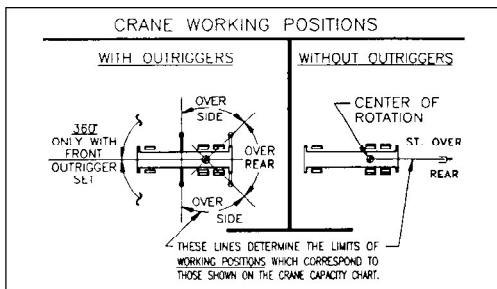 CRANE WORKING POSITIONS
WITH OUTRIGGERS
WITHOUT OUTRIGGERS
OVER
SIDE
360°
ONLY WITH
FRONT
OUTRIGGER
SET
OVER
REAR
OVER
SIDE
CENTER OF
ROTATION
ST. OVER
REAR
THESE LINES DETERMINE THE LIMITS OF
WORKING POSITIONS WHICH CORRESPOND TO
THOSE SHOWN ON THE CRANE CAPACITY CHART.